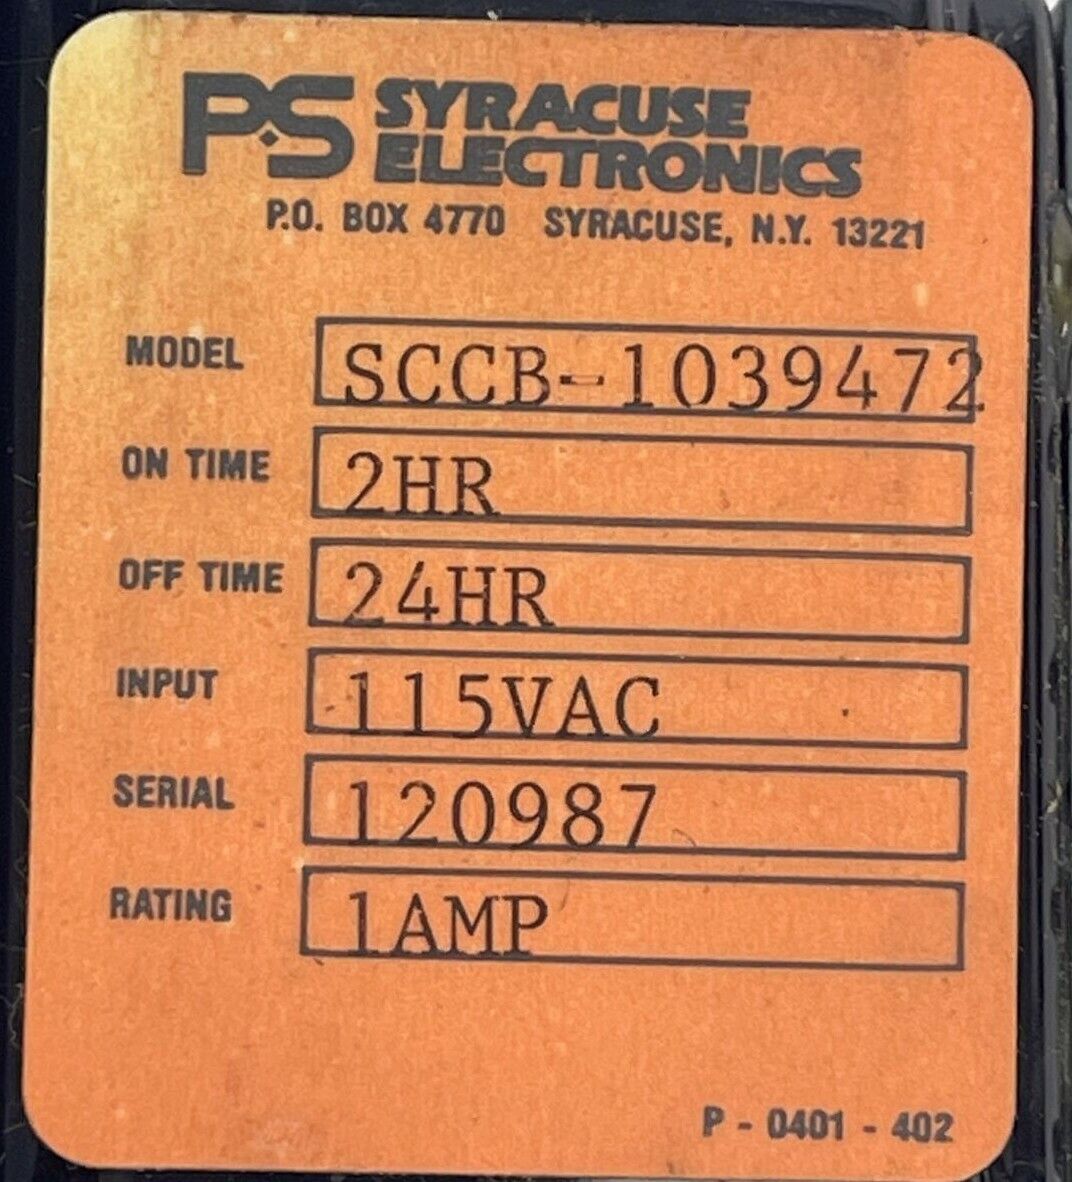 P·S SYRACUSE
ELECTRONICS
P.O. BOX 4770 SYRACUSE, N.Y. 13221
MODEL SCCB-1039472
ON TIME 2HR
OFF TIME 24HR
INPUT 115VAC
SERIAL 120987
RATING 1AMP
P - 0401 - 402